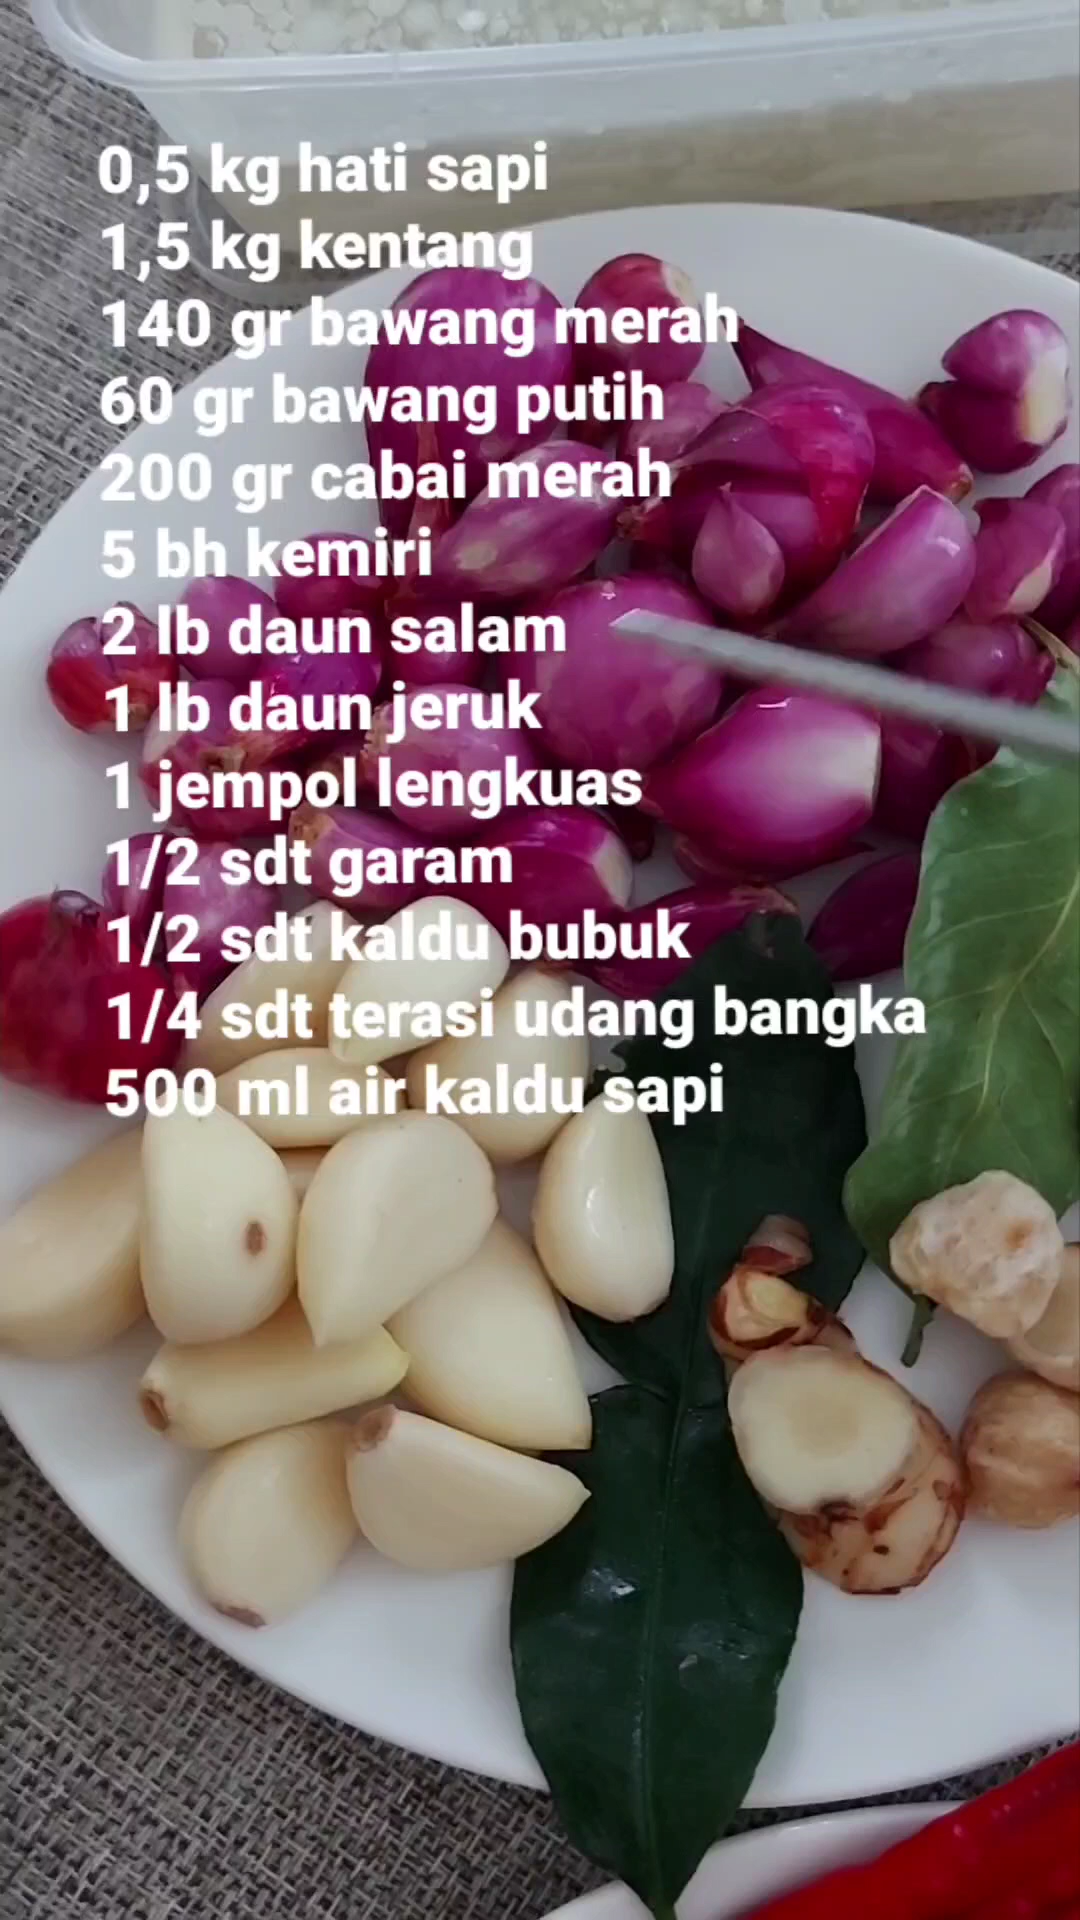 0,5 kg hati sapi
1,5 kg kentang
140 gr bawang merah
60 gr bawang putih
200 gr cabai merah
5 bh kemiri
2 lb daun salam
1 lb daun jeruk
1 jempol lengkuas
1/2 sdt garam
1/2 sdt kaldu bubuk
1/4 sdt terasi udang bangka
500 ml air kaldu sapi